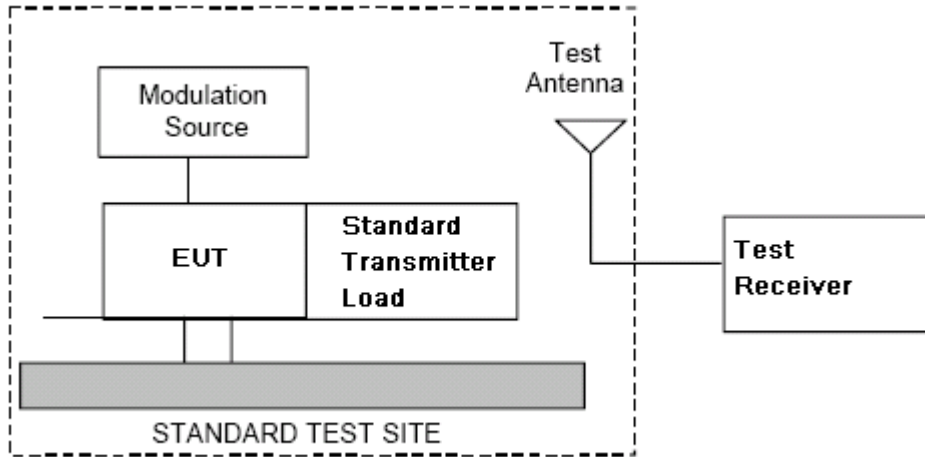 Test
Antenna
Modulation
Source
EUT
Standard
Transmitter
Load
Test
Receiver
STANDARD TEST SITE